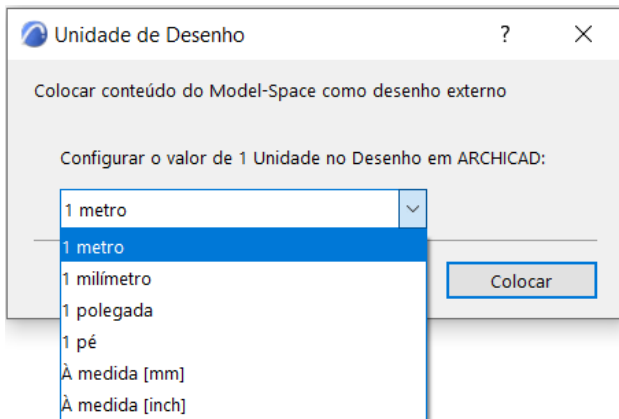 Unidade de Desenho ?
Colocar conteúdo do Model-Space como desenho externo
Configurar o valor de 1 Unidade no Desenho em ARCHICAD:
1 metro
1 metro
1 milímetro
Colocar
1 polegada
1 pé
À medida [mm]
À medida [inch]